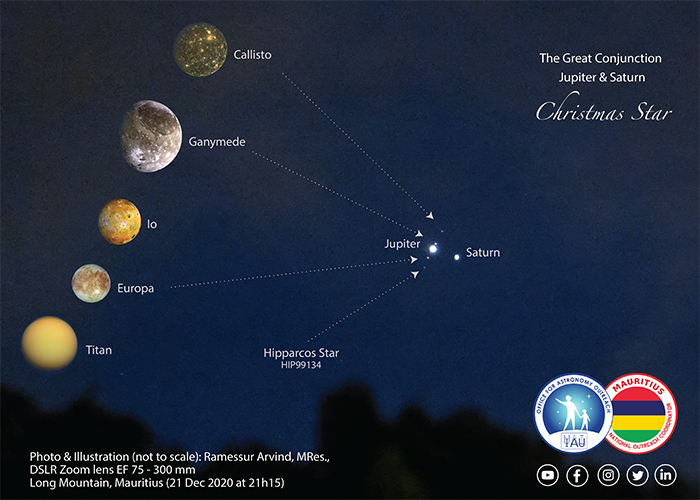 The Great Conjunction
Jupiter & Saturn
Christmas Star
Callisto
Ganymede
Io
Jupiter
Saturn
Europa
Titan
Hipparcos Star
HIP99134
OFFICE FOR ASTRONOMY OUTREACH
IAU
MAURITIUS
NATIONAL OUTREACH COORDINATOR
Photo & Illustration (not to scale): Ramessur Arvind, MRes.,
DSLR Zoom lens EF 75 - 300 mm
Long Mountain, Mauritius (21 Dec 2020 at 21h15)